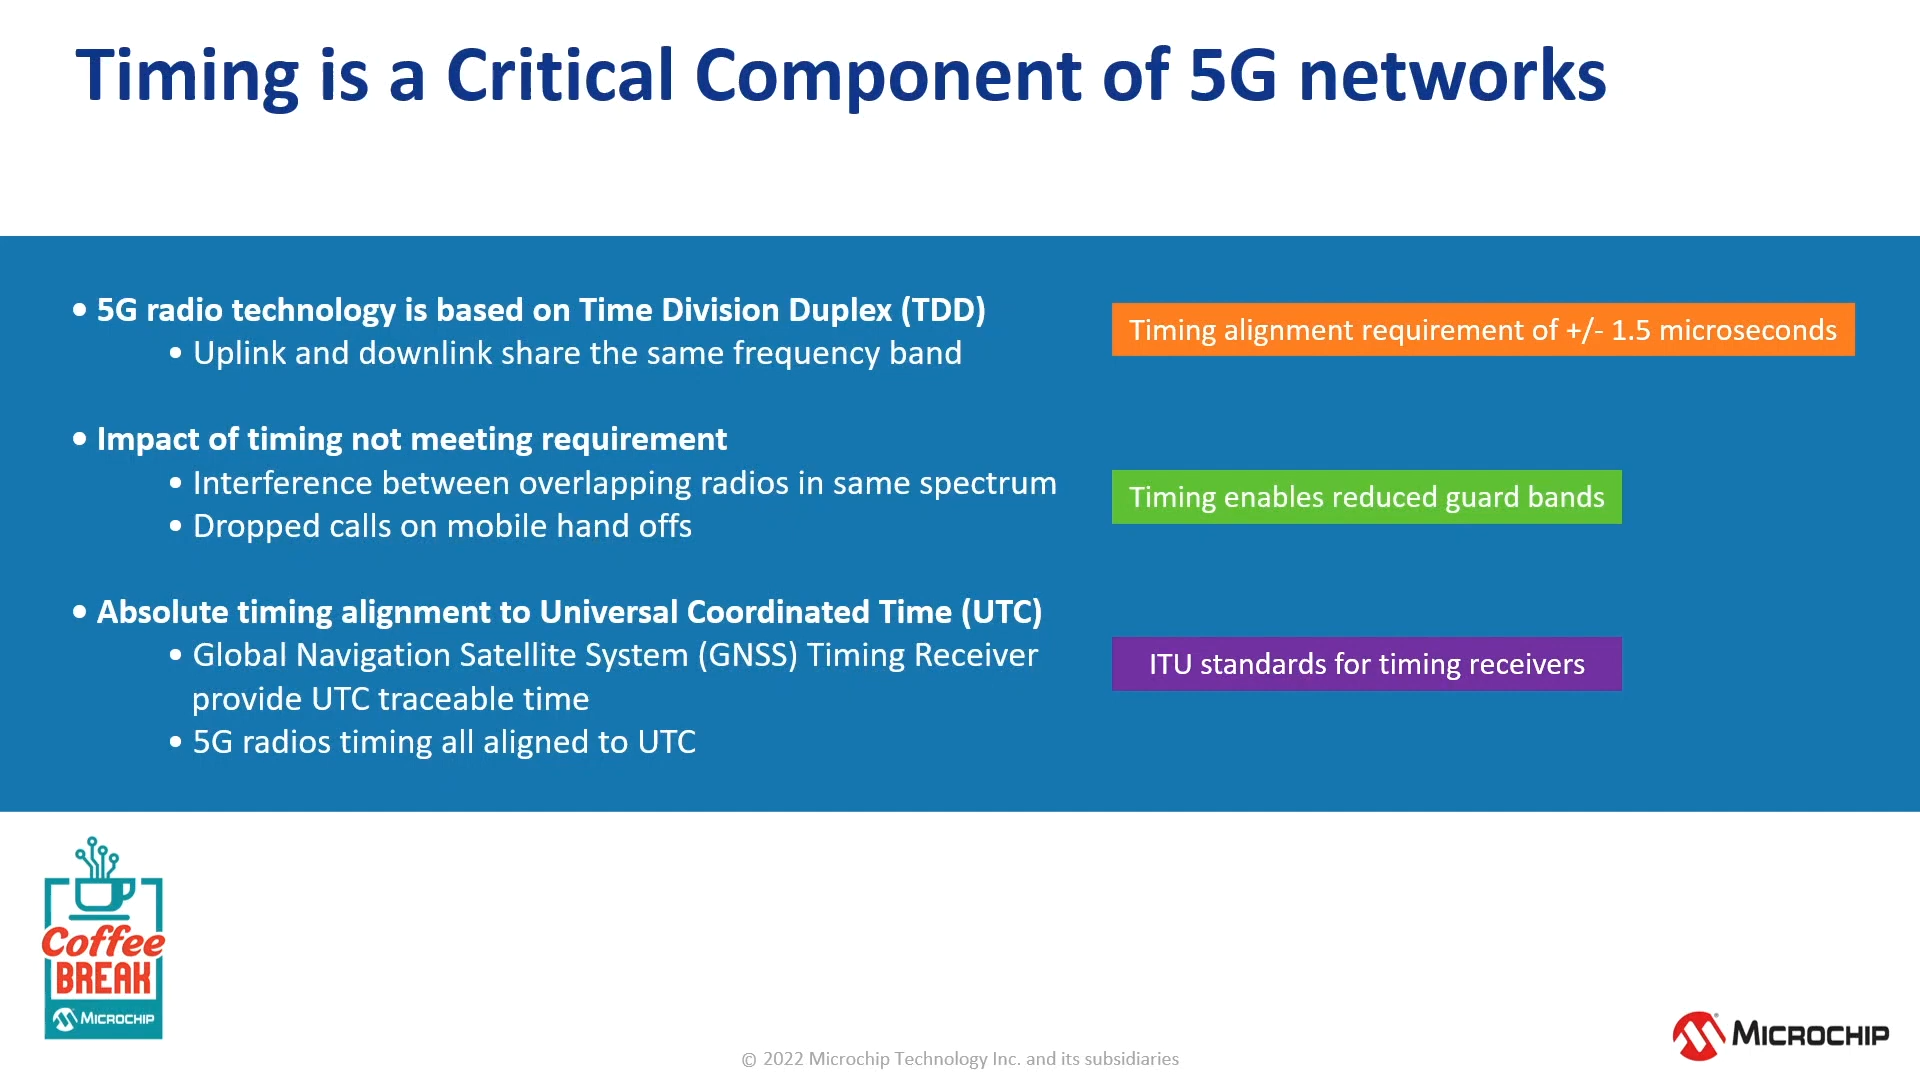 Timing is a Critical Component of 5G networks
• 5G radio technology is based on Time Division Duplex (TDD)
• Uplink and downlink share the same frequency band
Timing alignment requirement of +/- 1.5 microseconds
• Impact of timing not meeting requirement
• Interference between overlapping radios in same spectrum
• Dropped calls on mobile hand offs
Timing enables reduced guard bands
• Absolute timing alignment to Universal Coordinated Time (UTC)
• Global Navigation Satellite System (GNSS) Timing Receiver
provide UTC traceable time
• 5G radios timing all aligned to UTC
ITU standards for timing receivers
Coffee
BREAK
MICROCHIP
MICROCHIP
© 2022 Microchip Technology Inc. and its subsidiaries